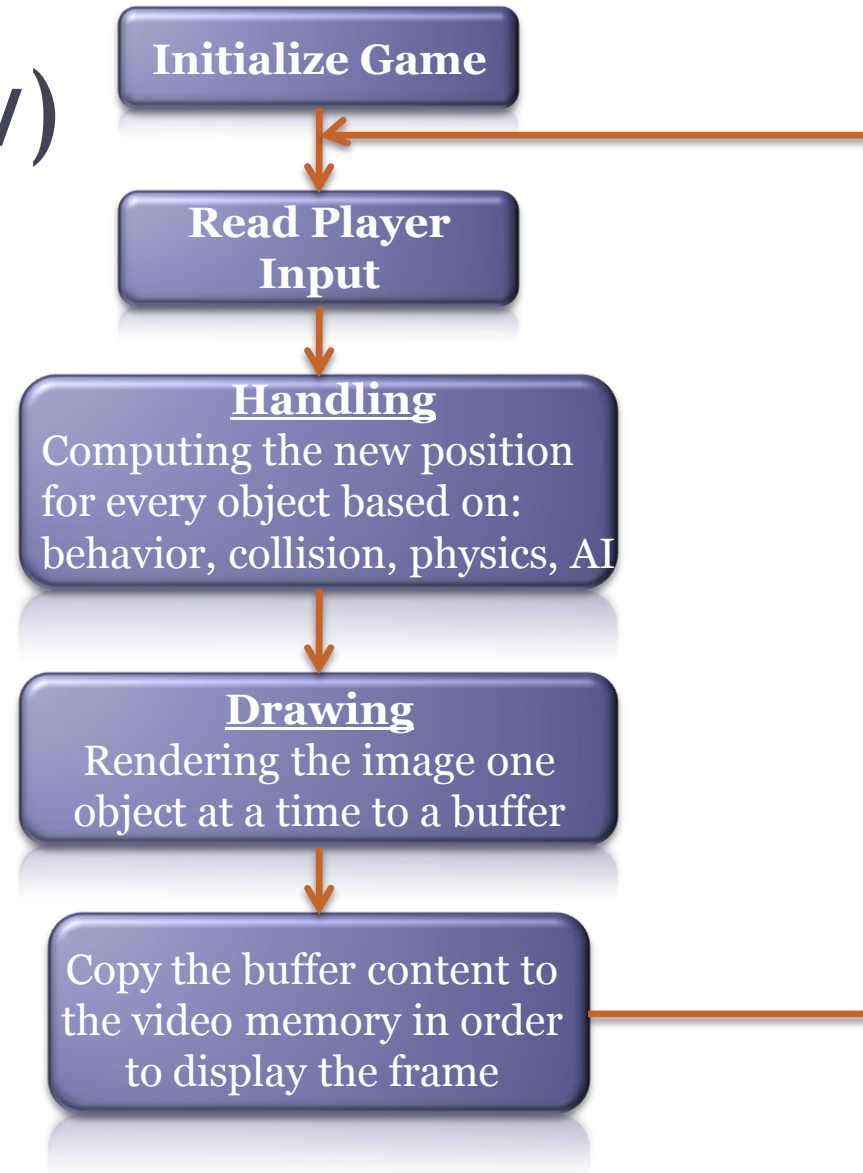 Initialize Game
Read Player
Input
Handling
Computing the new position
for every object based on:
behavior, collision, physics, AI
Drawing
Rendering the image one
object at a time to a buffer
Copy the buffer content to
the video memory in order
to display the frame